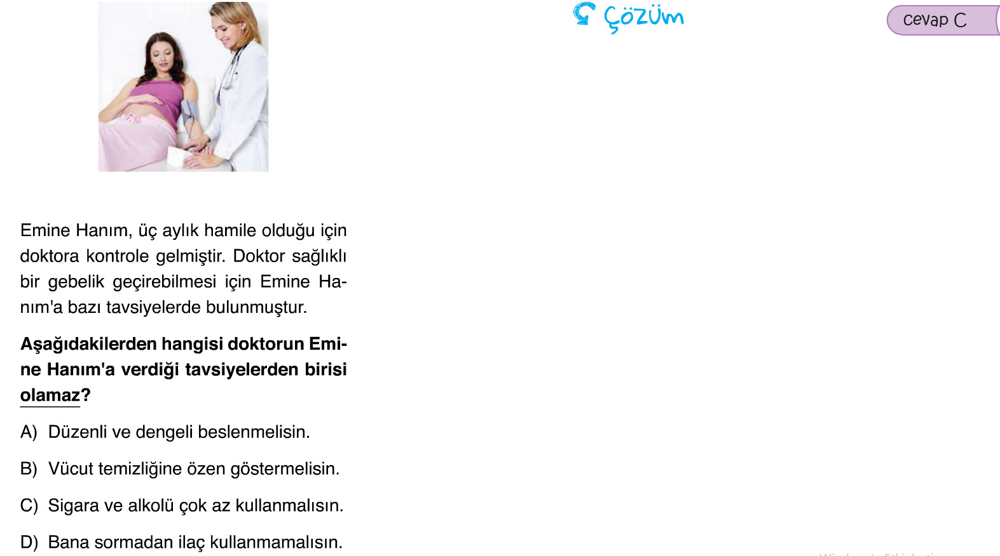 Çözüm
cevap C
Emine Hanım, üç aylık hamile olduğu için
doktora kontrole gelmiştir. Doktor sağlıklı
bir gebelik geçirebilmesi için Emine Ha-
nım'a bazı tavsiyelerde bulunmuştur.
Aşağıdakilerden hangisi doktorun Emi-
ne Hanım'a verdiği tavsiyelerden birisi
olamaz?
A) Düzenli ve dengeli beslenmelisin.
B) Vücut temizliğine özen göstermelisin.
C) Sigara ve alkolü çok az kullanmalısın.
D) Bana sormadan ilaç kullanmamalısın.